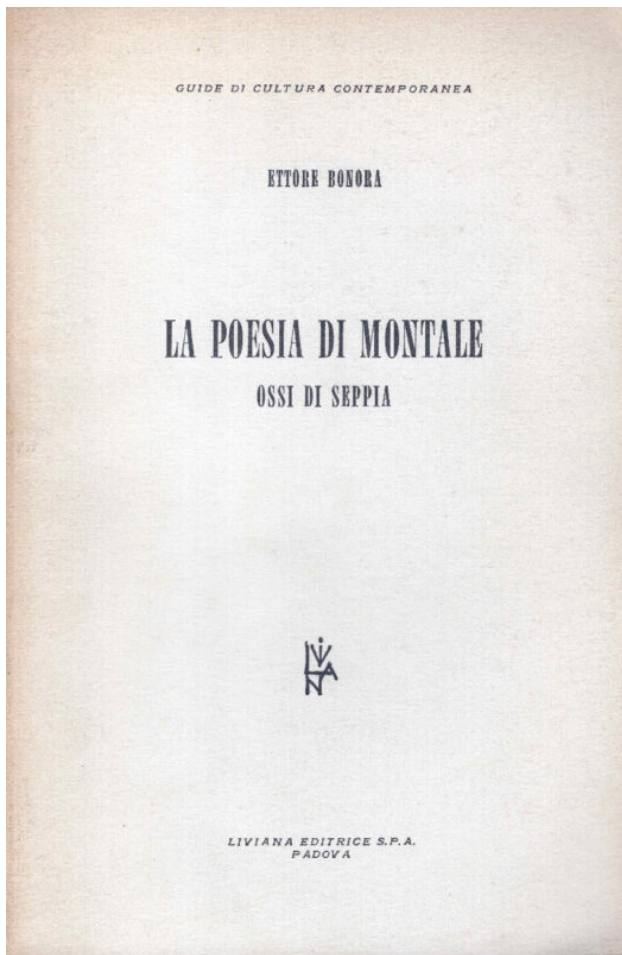 GUIDE DI CULTURA CONTEMPORANEA
ETTORE BONORA
LA POESIA DI MONTALE
OSSI DI SEPPIA
LIVIANA EDITRICE S.P.A.
PADOVA